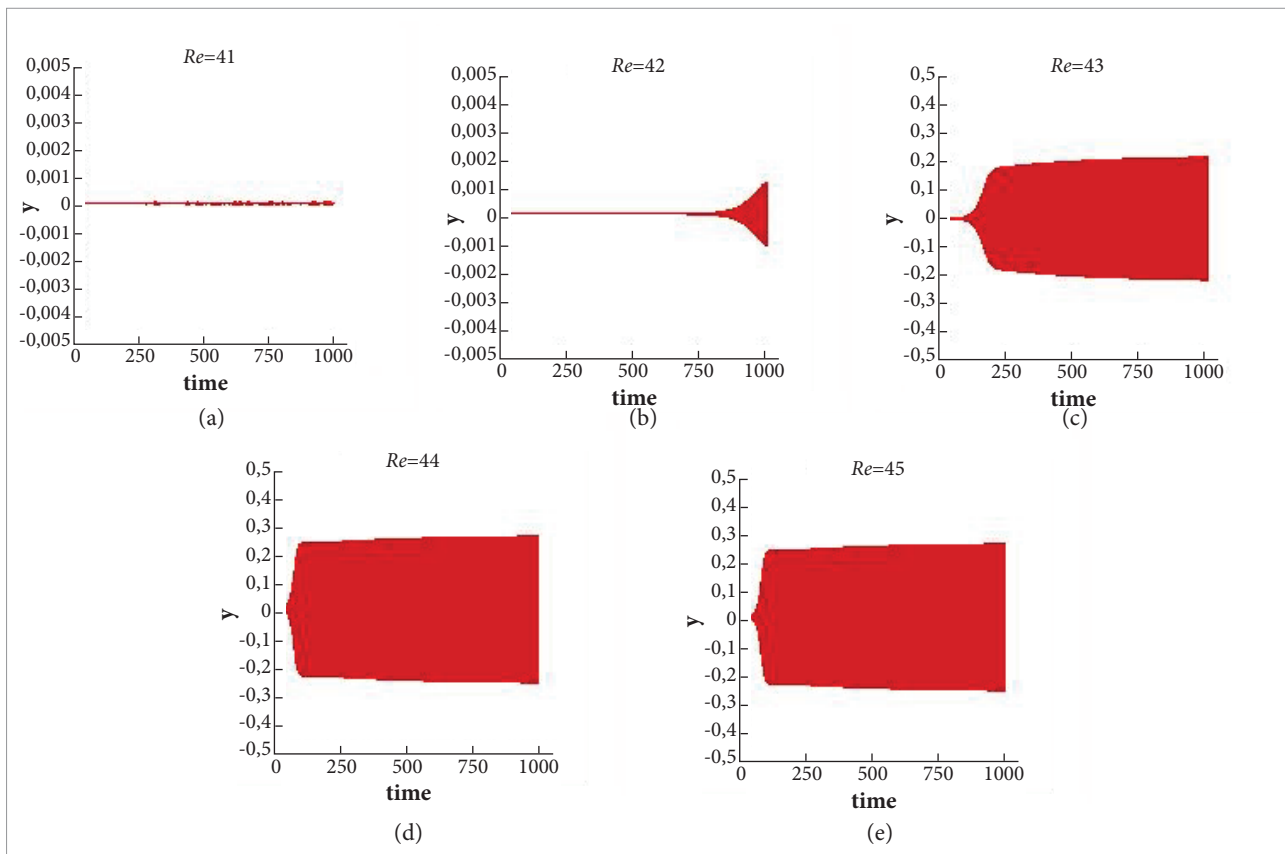 Re=41
0,005
0,004
0,003
0,002
0,001
0
-0,001
-0,002
-0,003
-0,004
-0,005
y
0 250 500 750 1000
time
(a)
Re=42
0,005
0,004
0,003
0,002
0,001
0
-0,001
-0,002
-0,003
-0,004
-0,005
y
0 250 500 750 1000
time
(b)
Re=43
0,5
0,4
0,3
0,2
0,1
0
-0,1
-0,2
-0,3
-0,4
-0,5
y
0 250 500 750 1000
time
(c)
Re=44
0,5
0,4
0,3
0,2
0,1
0
-0,1
-0,2
-0,3
-0,4
-0,5
y
0 250 500 750 1000
time
(d)
Re=45
0,5
0,4
0,3
0,2
0,1
0
-0,1
-0,2
-0,3
-0,4
-0,5
y
0 250 500 750 1000
time
(e)